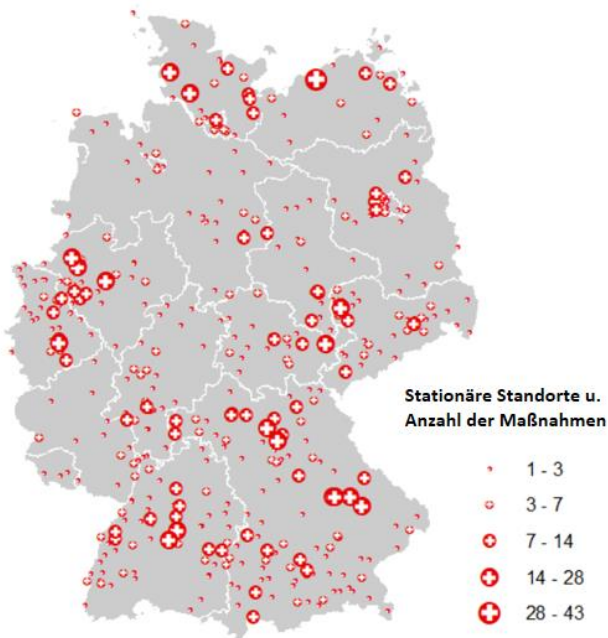 Stationäre Standorte u.
Anzahl der Maßnahmen
1 - 3
3 - 7
7 - 14
14 - 28
28 - 43